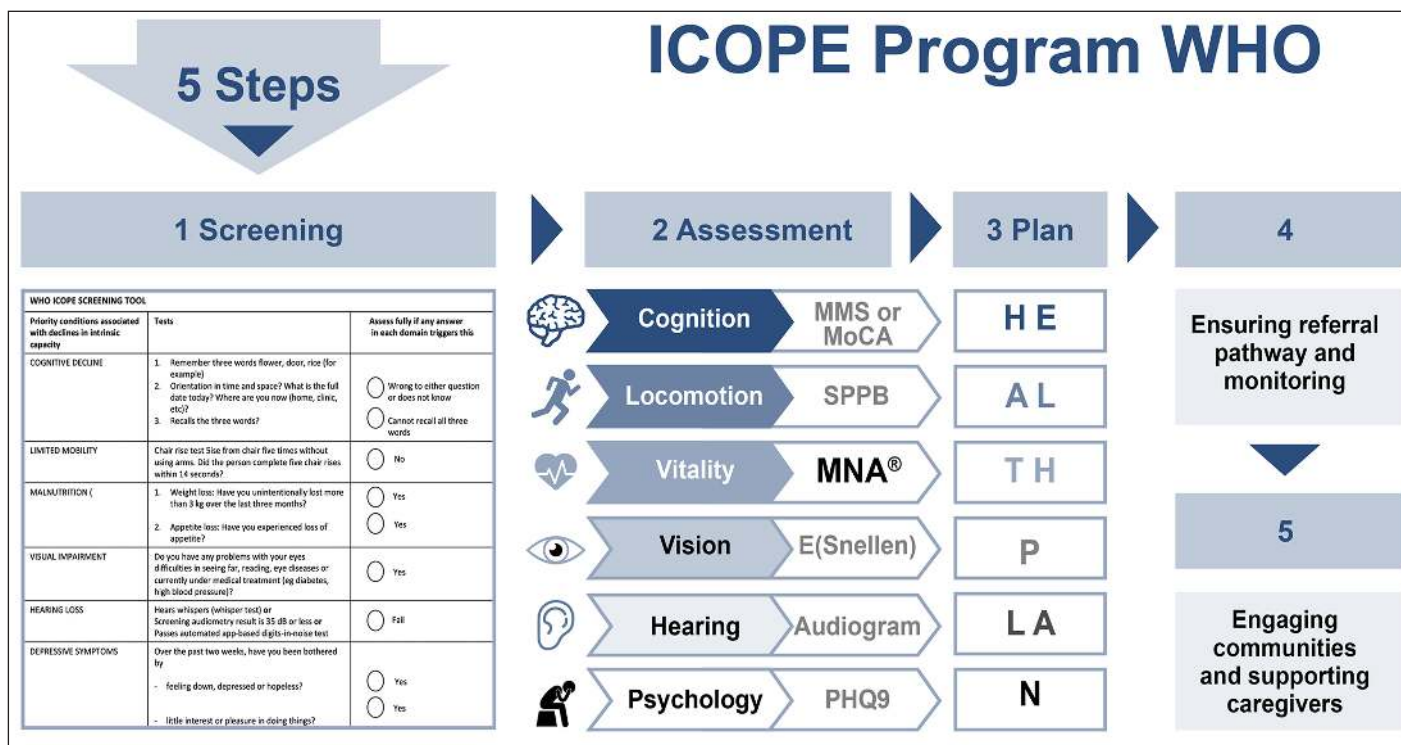 ICOPE Program WHO
5 Steps
1 Screening
2 Assessment
3 Plan
4
WHO ICOPE SCREENING TOOL
Priority conditions associated
with declines in intrinsic
capacity
Tests
Assess fully if any answer
in each domain triggers this
COGNITIVE DECLINE
1. Remember three words flower, door, rice (for
example)
2. Orientation in time and space? What is the full
date today? Where are you now (home, clinic,
etc)?
3. Recalls the three words?
Wrong to either question
or does not know
Cannot recall all three
words
LIMITED MOBILITY
Chair rise test 5ise from chair five times without
using arms. Did the person complete five chair rises
within 14 seconds?
No
MALNUTRITION (
1. Weight loss: Have you unintentionally lost more
than 3 kg over the last three months?
2. Appetite loss: Have you experienced loss of
appetite?
Yes
Yes
VISUAL IMPAIRMENT
Do you have any problems with your eyes
difficulties in seeing far, reading, eye diseases or
currently under medical treatment (eg diabetes,
high blood pressure)?
Yes
HEARING LOSS
Hears whispers (whisper test) or
Screening audiometry result is 35 dB or less or
Passes automated app-based digits-in-noise test
Fail
DEPRESSIVE SYMPTOMS
Over the past two weeks, have you been bothered
by
- feeling down, depressed or hopeless?
- little interest or pleasure in doing things?
Yes
Yes
Cognition
MMS or
MoCA
H E
Locomotion
SPPB
A L
Vitality
MNA®
T H
Vision
E(Snellen)
P
Hearing
Audiogram
L A
Psychology
PHQ9
N
Ensuring referral
pathway and
monitoring
5
Engaging
communities
and supporting
caregivers